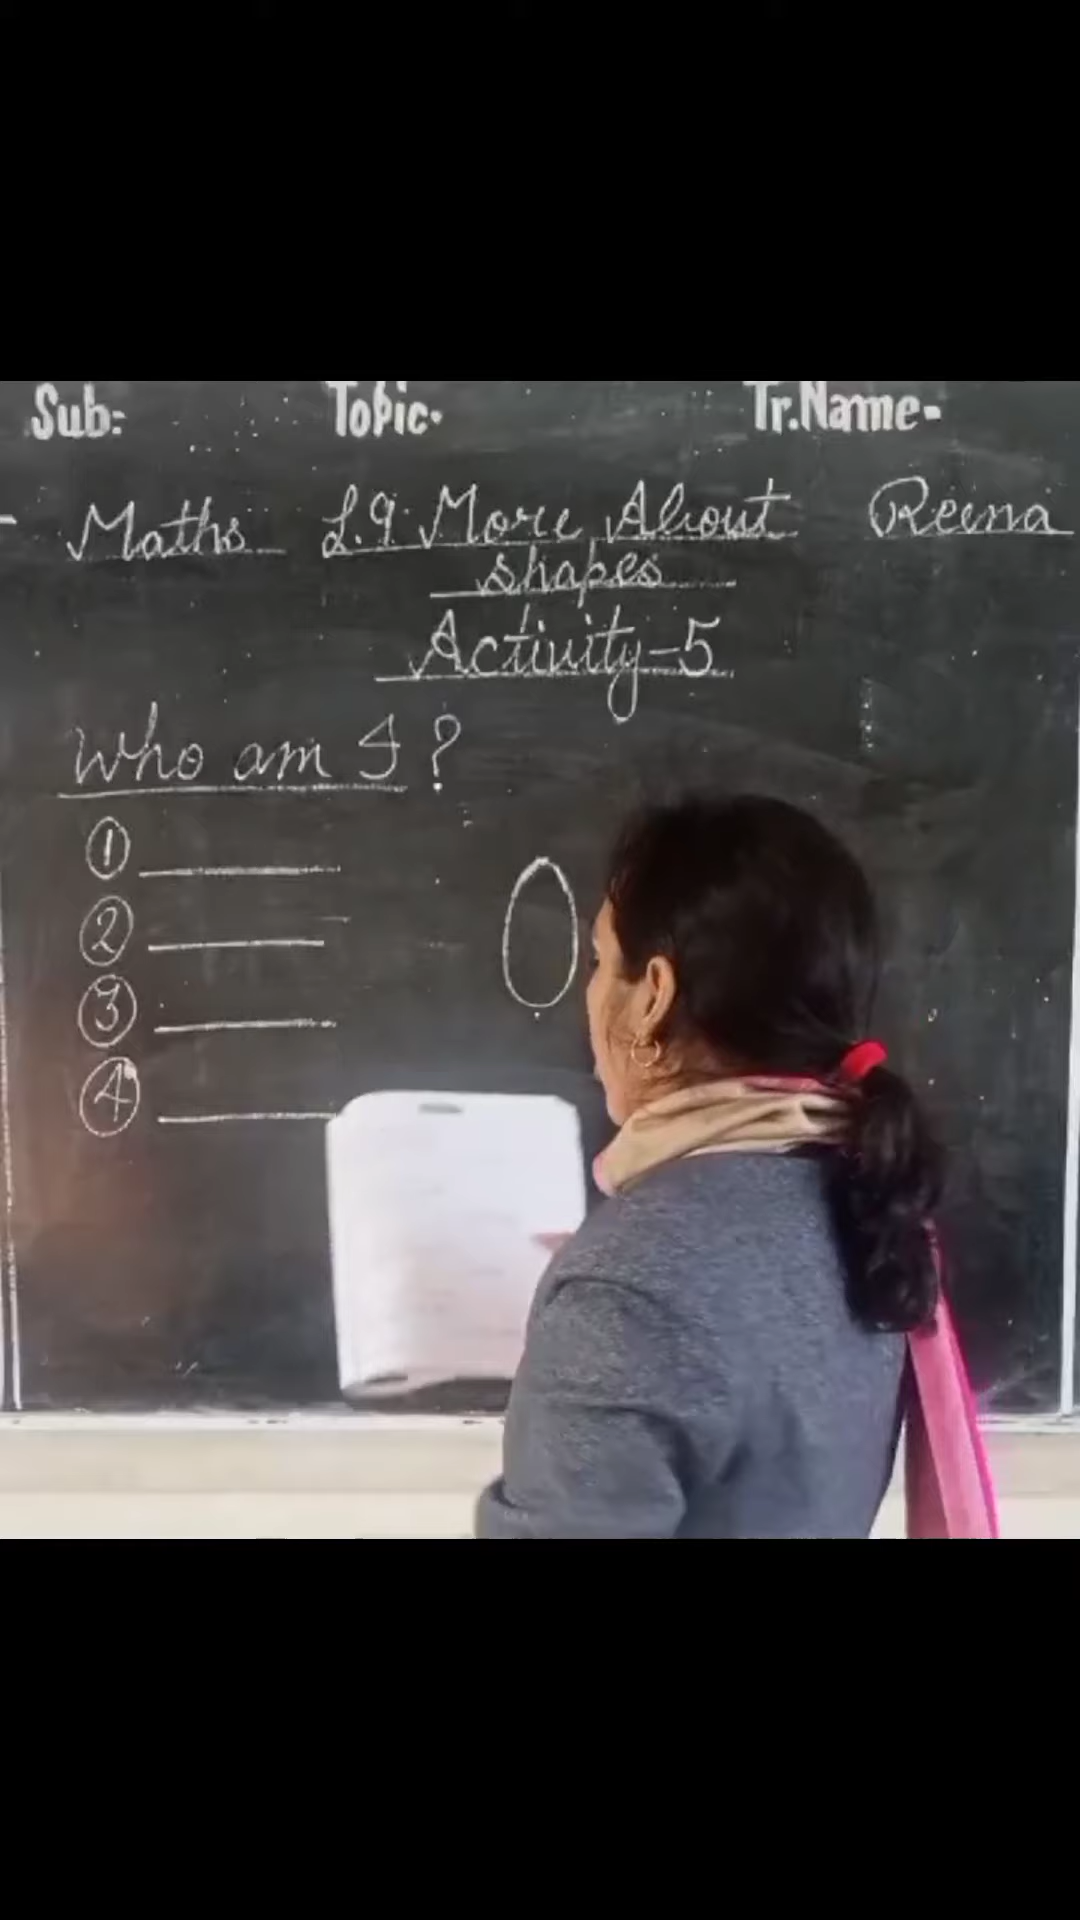 Sub:- Topic- Tr.Name-
Maths L.9 More About Reena
shapes
Activity-5
Who am I ?
1
2
3
4